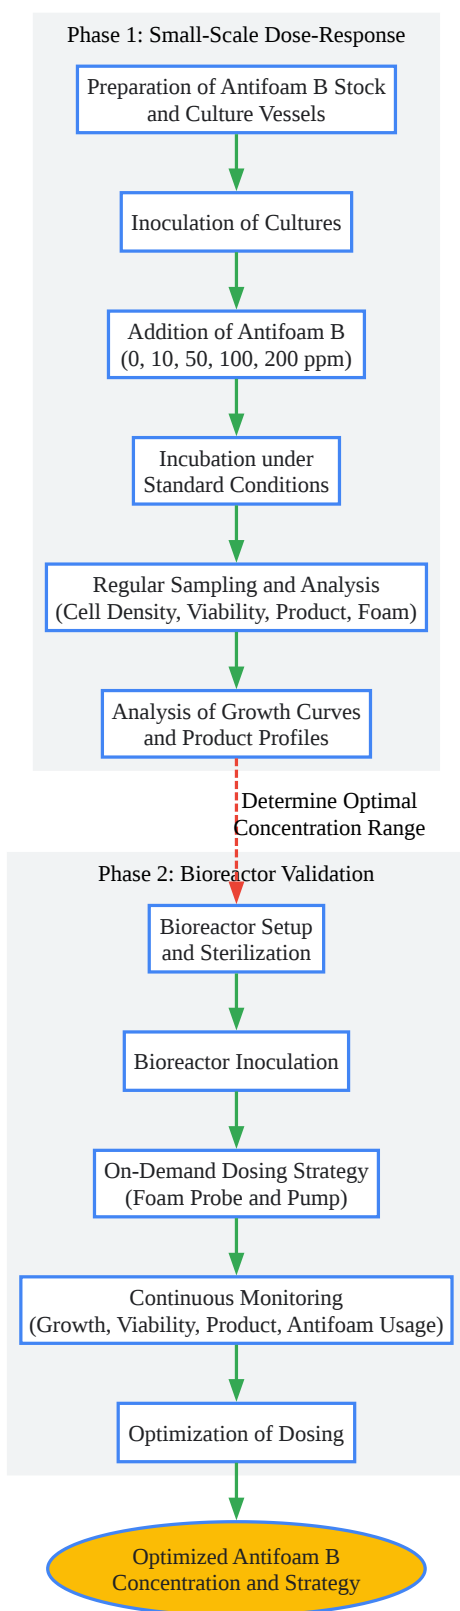 Phase 1: Small-Scale Dose-Response
Preparation of Antifoam B Stock
and Culture Vessels
Inoculation of Cultures
Addition of Antifoam B
(0, 10, 50, 100, 200 ppm)
Incubation under
Standard Conditions
Regular Sampling and Analysis
(Cell Density, Viability, Product, Foam)
Analysis of Growth Curves
and Product Profiles
Determine Optimal
Concentration Range
Phase 2: Bioreactor Validation
Bioreactor Setup
and Sterilization
Bioreactor Inoculation
On-Demand Dosing Strategy
(Foam Probe and Pump)
Continuous Monitoring
(Growth, Viability, Product, Antifoam Usage)
Optimization of Dosing
Optimized Antifoam B
Concentration and Strategy